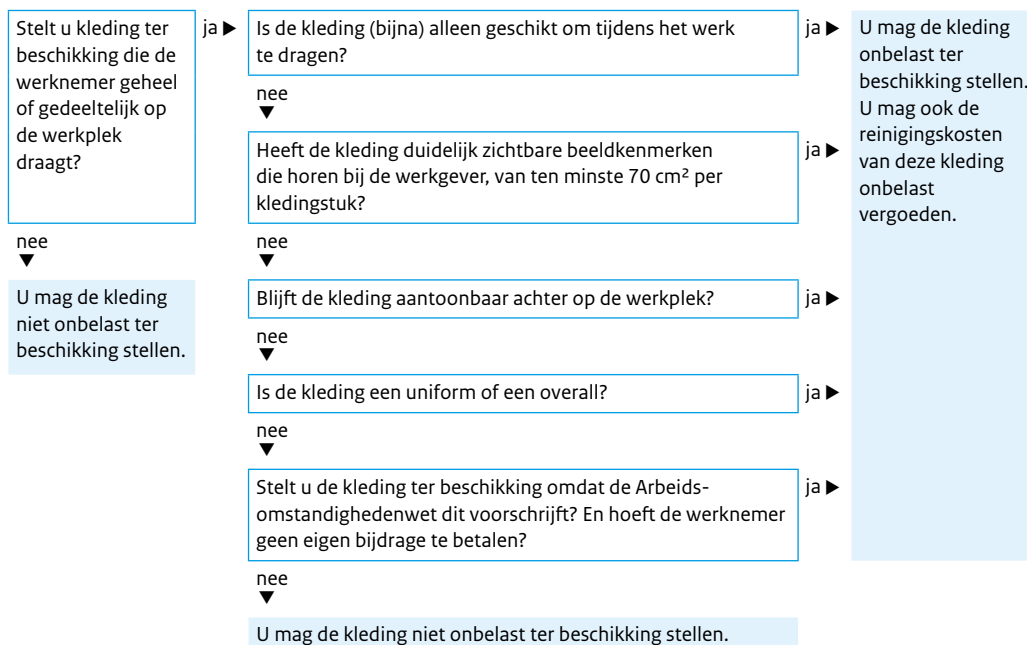 Stelt u kleding ter
beschikking die de
werknemer geheel
of gedeeltelijk op
de werkplek
draagt?
ja ▶
nee
▼
U mag de kleding
niet onbelast ter
beschikking stellen.
Is de kleding (bijna) alleen geschikt om tijdens het werk
te dragen?
ja ▶
nee
▼
Heeft de kleding duidelijk zichtbare beeldkenmerken
die horen bij de werkgever, van ten minste 70 cm² per
kledingstuk?
ja ▶
nee
▼
Blijft de kleding aantoonbaar achter op de werkplek?
ja ▶
nee
▼
Is de kleding een uniform of een overall?
ja ▶
nee
▼
Stelt u de kleding ter beschikking omdat de Arbeids-
omstandighedenwet dit voorschrijft? En hoeft de werknemer
geen eigen bijdrage te betalen?
ja ▶
nee
▼
U mag de kleding niet onbelast ter beschikking stellen.
U mag de kleding
onbelast ter
beschikking stellen.
U mag ook de
reinigingskosten
van deze kleding
onbelast
vergoeden.